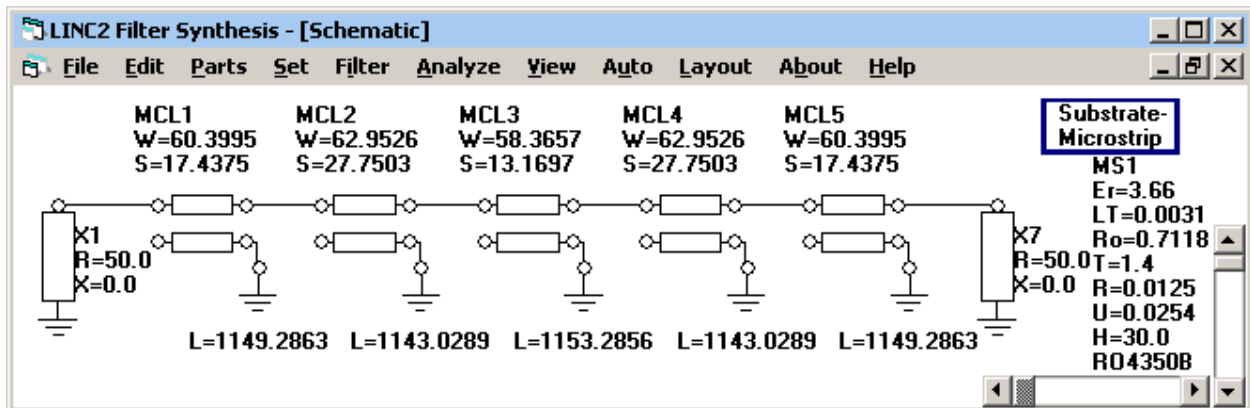 LINC2 Filter Synthesis - [Schematic]
File Edit Parts Set Filter Analyze View Auto Layout About Help
MCL1 MCL2 MCL3 MCL4 MCL5
W=60.3995 W=62.9526 W=58.3657 W=62.9526 W=60.3995
S=17.4375 S=27.7503 S=13.1697 S=27.7503 S=17.4375
X1
R=50.0
X=0.0
L=1149.2863 L=1143.0289 L=1153.2856 L=1143.0289 L=1149.2863
X7
R=50.0
X=0.0
Substrate-
Microstrip
MS1
Er=3.66
LT=0.0031
Ro=0.7118
T=1.4
R=0.0125
U=0.0254
H=30.0
RO4350B